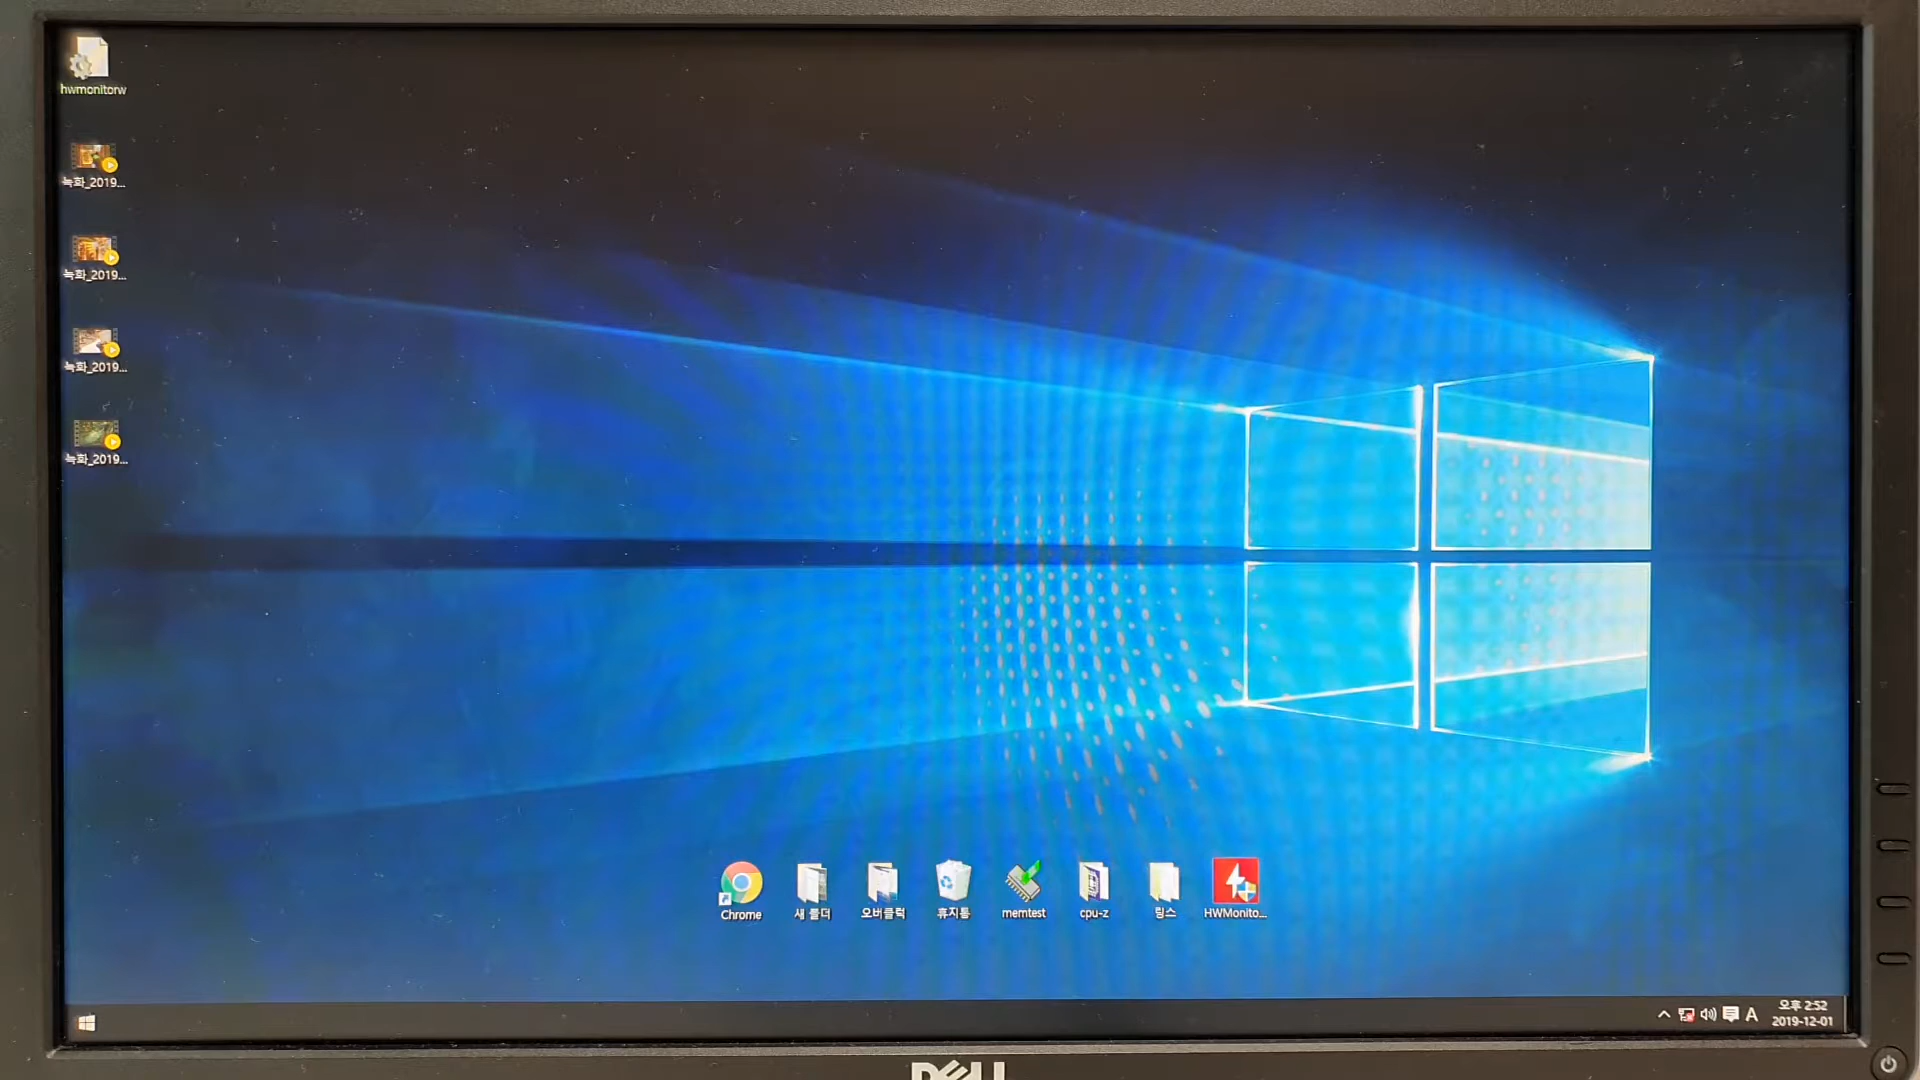 hwmonitorw
녹화_2019...
녹화_2019...
녹화_2019...
녹화_2019...
Chrome
새 폴더
오버클럭
휴지통
memtest
cpu-z
링스
HWMonito...
A
오후 2:52
2019-12-01
DELL